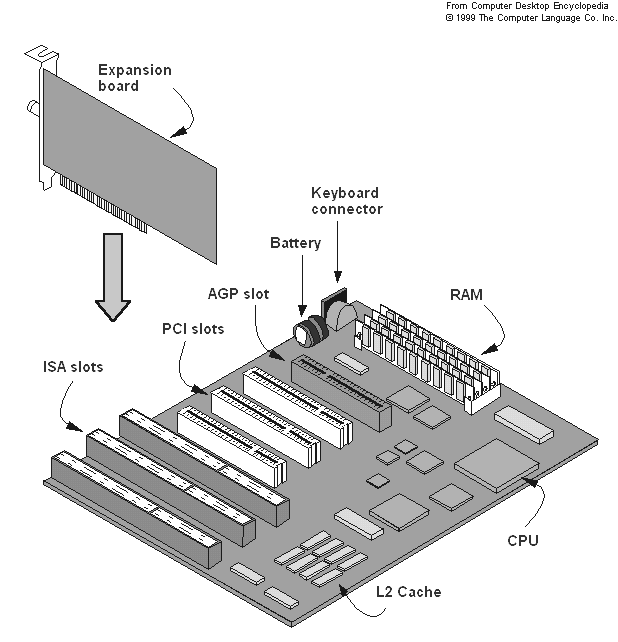 From Computer Desktop Encyclopedia
© 1999 The Computer Language Co. Inc.
Expansion
board
Keyboard
connector
Battery
AGP slot
RAM
PCI slots
ISA slots
CPU
L2 Cache